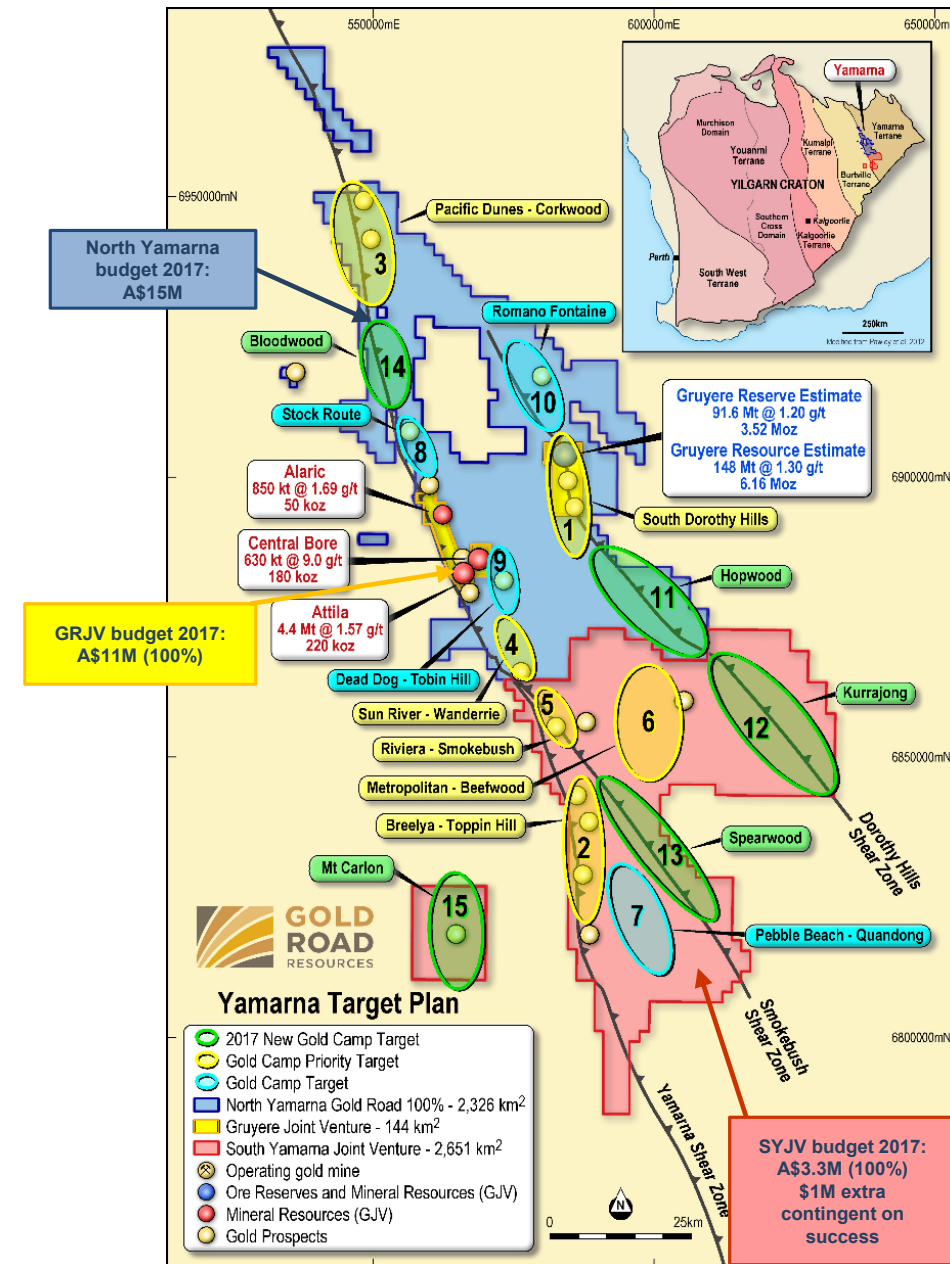 550000mE
600000mE
650000m
6950000mN
6900000mN
6850000mN
6800000mN
Yamarna
Murchison
Domain
Youanmi
Terrane
Kurnalpi
Terrane
Yamarna
Terrane
Burtville
Terrane
YILGARN CRATON
Southern
Cross
Domain
Kalgoorlie
Kalgoorlie
Terrane
Perth
South West
Terrane
250km
Modified from Pawley et al. 2012
North Yamarna
budget 2017:
A$15M
Pacific Dunes - Corkwood
3
Romano Fontaine
Bloodwood
14
10
Stock Route
8
Gruyere Reserve Estimate
91.6 Mt @ 1.20 g/t
3.52 Moz
Gruyere Resource Estimate
148 Mt @ 1.30 g/t
6.16 Moz
Alaric
850 kt @ 1.69 g/t
50 koz
South Dorothy Hills
1
Central Bore
630 kt @ 9.0 g/t
180 koz
9
Hopwood
11
Attila
4.4 Mt @ 1.57 g/t
220 koz
GRJV budget 2017:
A$11M (100%)
4
Dead Dog - Tobin Hill
Kurrajong
Sun River - Wanderrie
5
6
12
Riviera - Smokebush
Metropolitan - Beefwood
Breelya - Toppin Hill
2
Spearwood
13
Dorothy Hills
Shear Zone
Mt Carlon
15
7
Pebble Beach - Quandong
GOLD
ROAD
RESOURCES
Smokebush
Shear Zone
Yamarna Shear Zone
Yamarna Target Plan
2017 New Gold Camp Target
Gold Camp Priority Target
Gold Camp Target
North Yamarna Gold Road 100% - 2,326 km²
Gruyere Joint Venture - 144 km²
South Yamarna Joint Venture - 2,651 km²
Operating gold mine
Ore Reserves and Mineral Resources (GJV)
Mineral Resources (GJV)
Gold Prospects
N
0
25km
SYJV budget 2017:
A$3.3M (100%)
$1M extra
contingent on
success